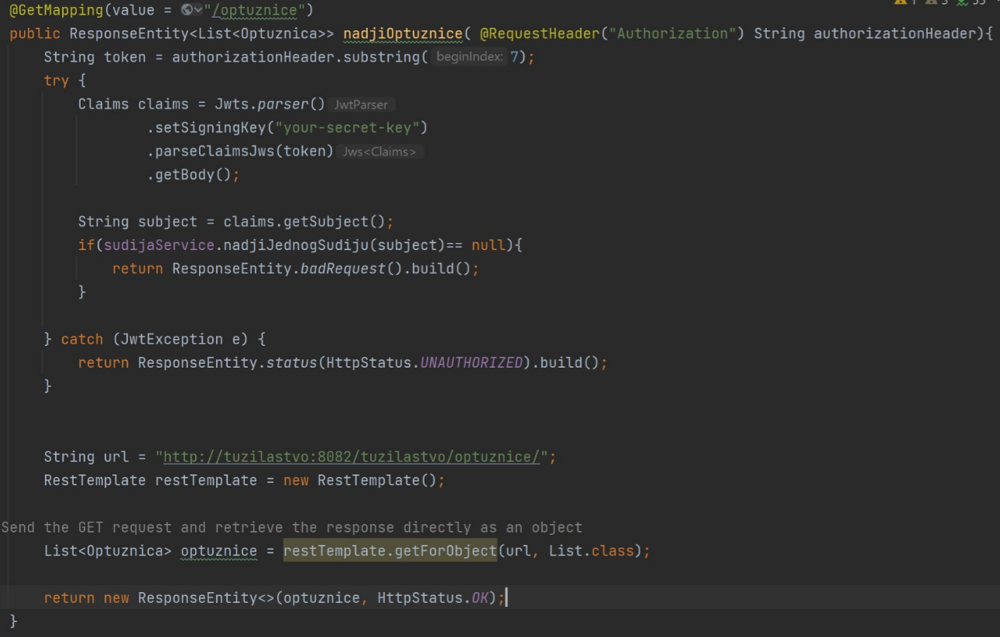 @GetMapping(value = "/optuznice")
public ResponseEntity<List<Optuznica>> nadjiOptuznice( @RequestHeader("Authorization") String authorizationHeader){
String token = authorizationHeader.substring( beginIndex: 7);
try {
Claims claims = Jwts.parser() JwtParser
.setSigningKey("your-secret-key")
.parseClaimsJws(token) Jws<Claims>
.getBody();
String subject = claims.getSubject();
if(sudijaService.nadjiJednogSudiju(subject)== null){
return ResponseEntity.badRequest().build();
}
} catch (JwtException e) {
return ResponseEntity.status(HttpStatus.UNAUTHORIZED).build();
}
String url = "http://tuzilastvo:8082/tuzilastvo/optuznice/";
RestTemplate restTemplate = new RestTemplate();
Send the GET request and retrieve the response directly as an object
List<Optuznica> optuznice = restTemplate.getForObject(url, List.class);
return new ResponseEntity<>(optuznice, HttpStatus.OK);
}